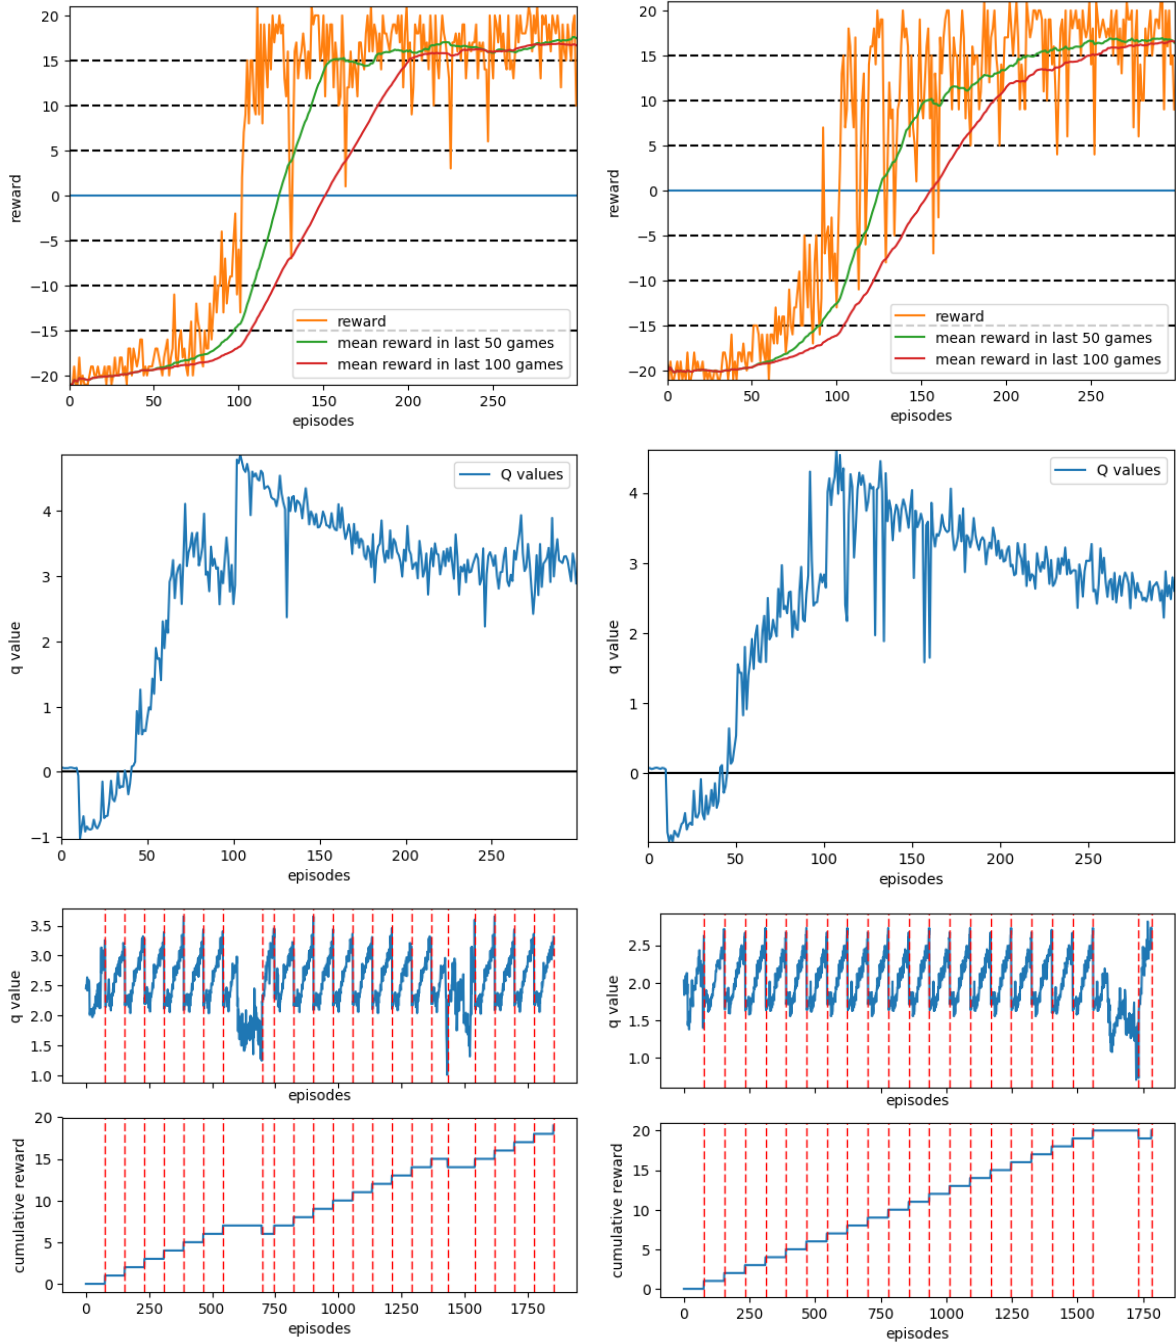 20
15
10
5
0
−5
−10
−15
−20
reward
reward
mean reward in last 50 games
mean reward in last 100 games
0 50 100 150 200 250
episodes
20
15
10
5
0
−5
−10
−15
−20
reward
reward
mean reward in last 50 games
mean reward in last 100 games
0 50 100 150 200 250
episodes
4
3
2
1
0
−1
q value
Q values
0 50 100 150 200 250
episodes
4
3
2
1
0
q value
Q values
0 50 100 150 200 250
episodes
3.5
3.0
2.5
2.0
1.5
1.0
q value
episodes
2.5
2.0
1.5
1.0
q value
episodes
20
15
10
5
0
cumulative reward
0 250 500 750 1000 1250 1500 1750
episodes
20
15
10
5
0
cumulative reward
0 250 500 750 1000 1250 1500 1750
episodes